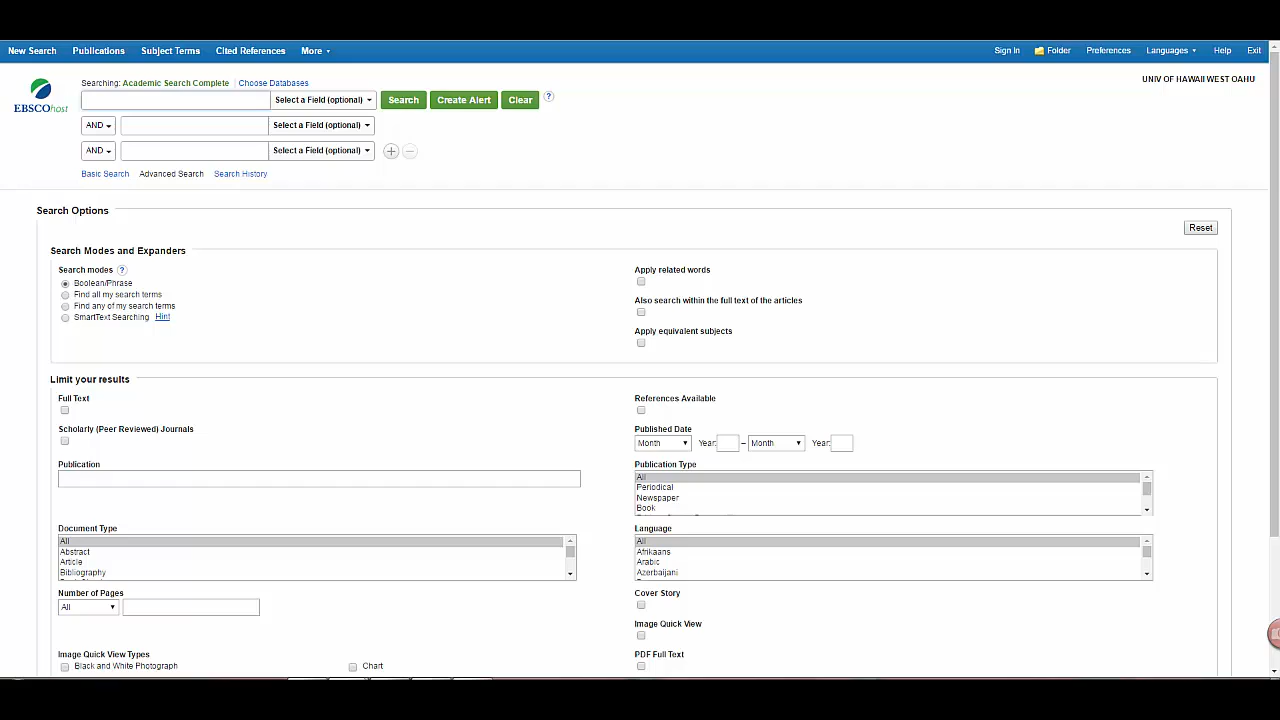 New Search Publications Subject Terms Cited References More Sign In Folder Preferences Languages Help Exit
UNIV OF HAWAII WEST OAHU
Searching: Academic Search Complete Choose Databases
EBSCOhost
Select a Field (optional) Search Create Alert Clear ?
AND Select a Field (optional)
AND Select a Field (optional)
Basic Search Advanced Search Search History
Search Options
Reset
Search Modes and Expanders
Search modes ?
Boolean/Phrase
Find all my search terms
Find any of my search terms
SmartText Searching Hint
Apply related words
Also search within the full text of the articles
Apply equivalent subjects
Limit your results
Full Text
References Available
Scholarly (Peer Reviewed) Journals
Published Date
Month Year: – Month Year:
Publication
Publication Type
All
Periodical
Newspaper
Book
Document Type
All
Abstract
Article
Bibliography
Language
All
Afrikaans
Arabic
Azerbaijani
Number of Pages
All
Cover Story
Image Quick View
Image Quick View Types
Black and White Photograph Chart
PDF Full Text